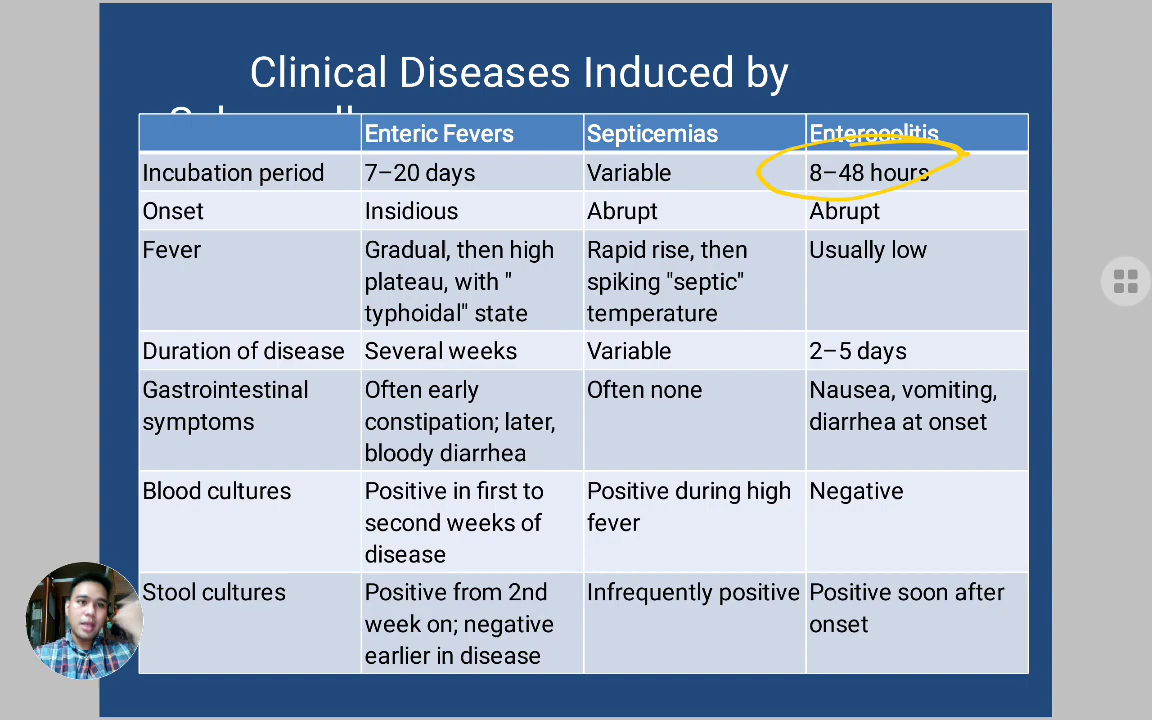 Clinical Diseases Induced by
Enteric Fevers Septicemias Enterocolitis
Incubation period 7–20 days Variable 8–48 hours
Onset Insidious Abrupt Abrupt
Fever Gradual, then high Rapid rise, then Usually low
plateau, with " spiking "septic"
typhoidal" state temperature
Duration of disease Several weeks Variable 2–5 days
Gastrointestinal Often early Often none Nausea, vomiting,
symptoms constipation; later, diarrhea at onset
bloody diarrhea
Blood cultures Positive in first to Positive during high Negative
second weeks of fever
disease
Stool cultures Positive from 2nd Infrequently positive Positive soon after
week on; negative onset
earlier in disease